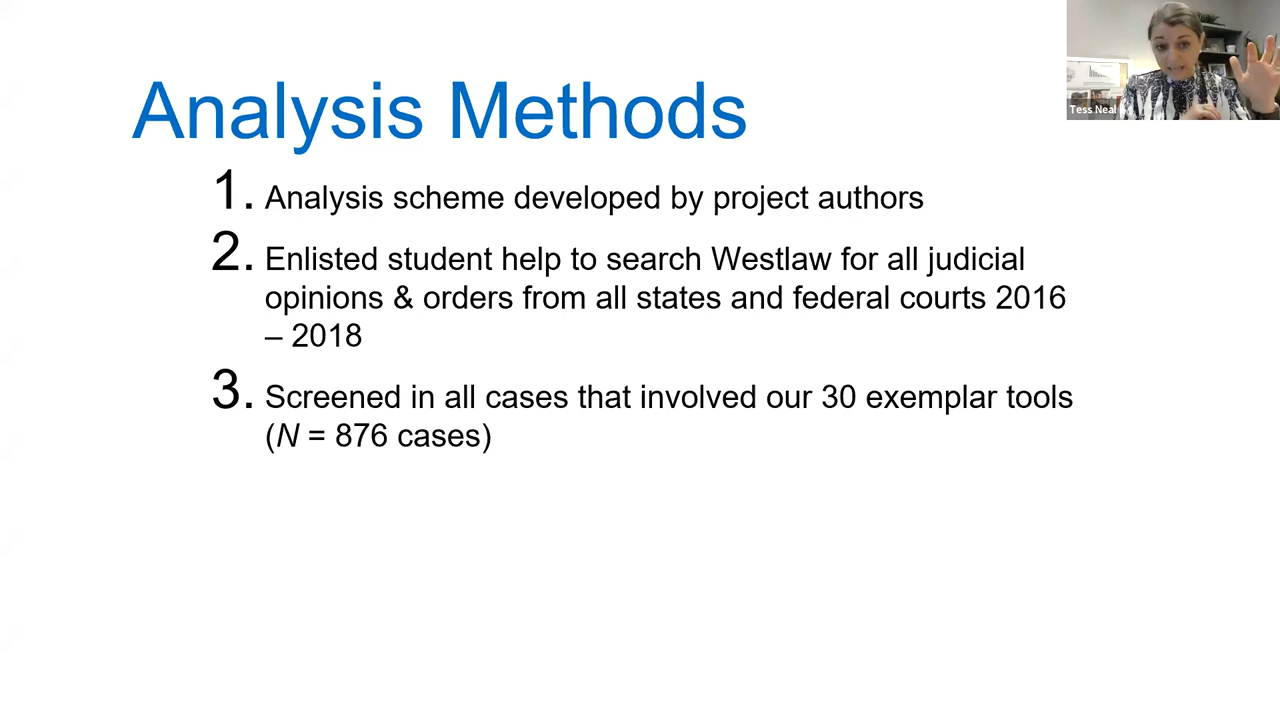 Analysis Methods
Tess Neal
1. Analysis scheme developed by project authors
2. Enlisted student help to search Westlaw for all judicial
opinions & orders from all states and federal courts 2016
– 2018
3. Screened in all cases that involved our 30 exemplar tools
(N = 876 cases)